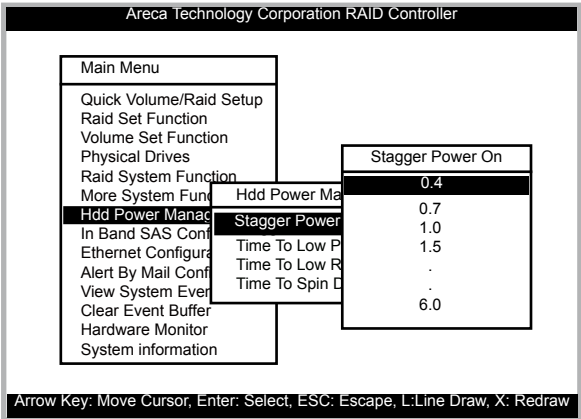 Areca Technology Corporation RAID Controller
Main Menu
Quick Volume/Raid Setup
Raid Set Function
Volume Set Function
Physical Drives
Raid System Function
More System Func
Hdd Power Manag
In Band SAS Conf
Ethernet Configura
Alert By Mail Conf
View System Even
Clear Event Buffer
Hardware Monitor
System information
Hdd Power Ma
Stagger Power
Time To Low P
Time To Low R
Time To Spin D
Stagger Power On
0.4
0.7
1.0
1.5
.
.
6.0
Arrow Key: Move Cursor, Enter: Select, ESC: Escape, L:Line Draw, X: Redraw